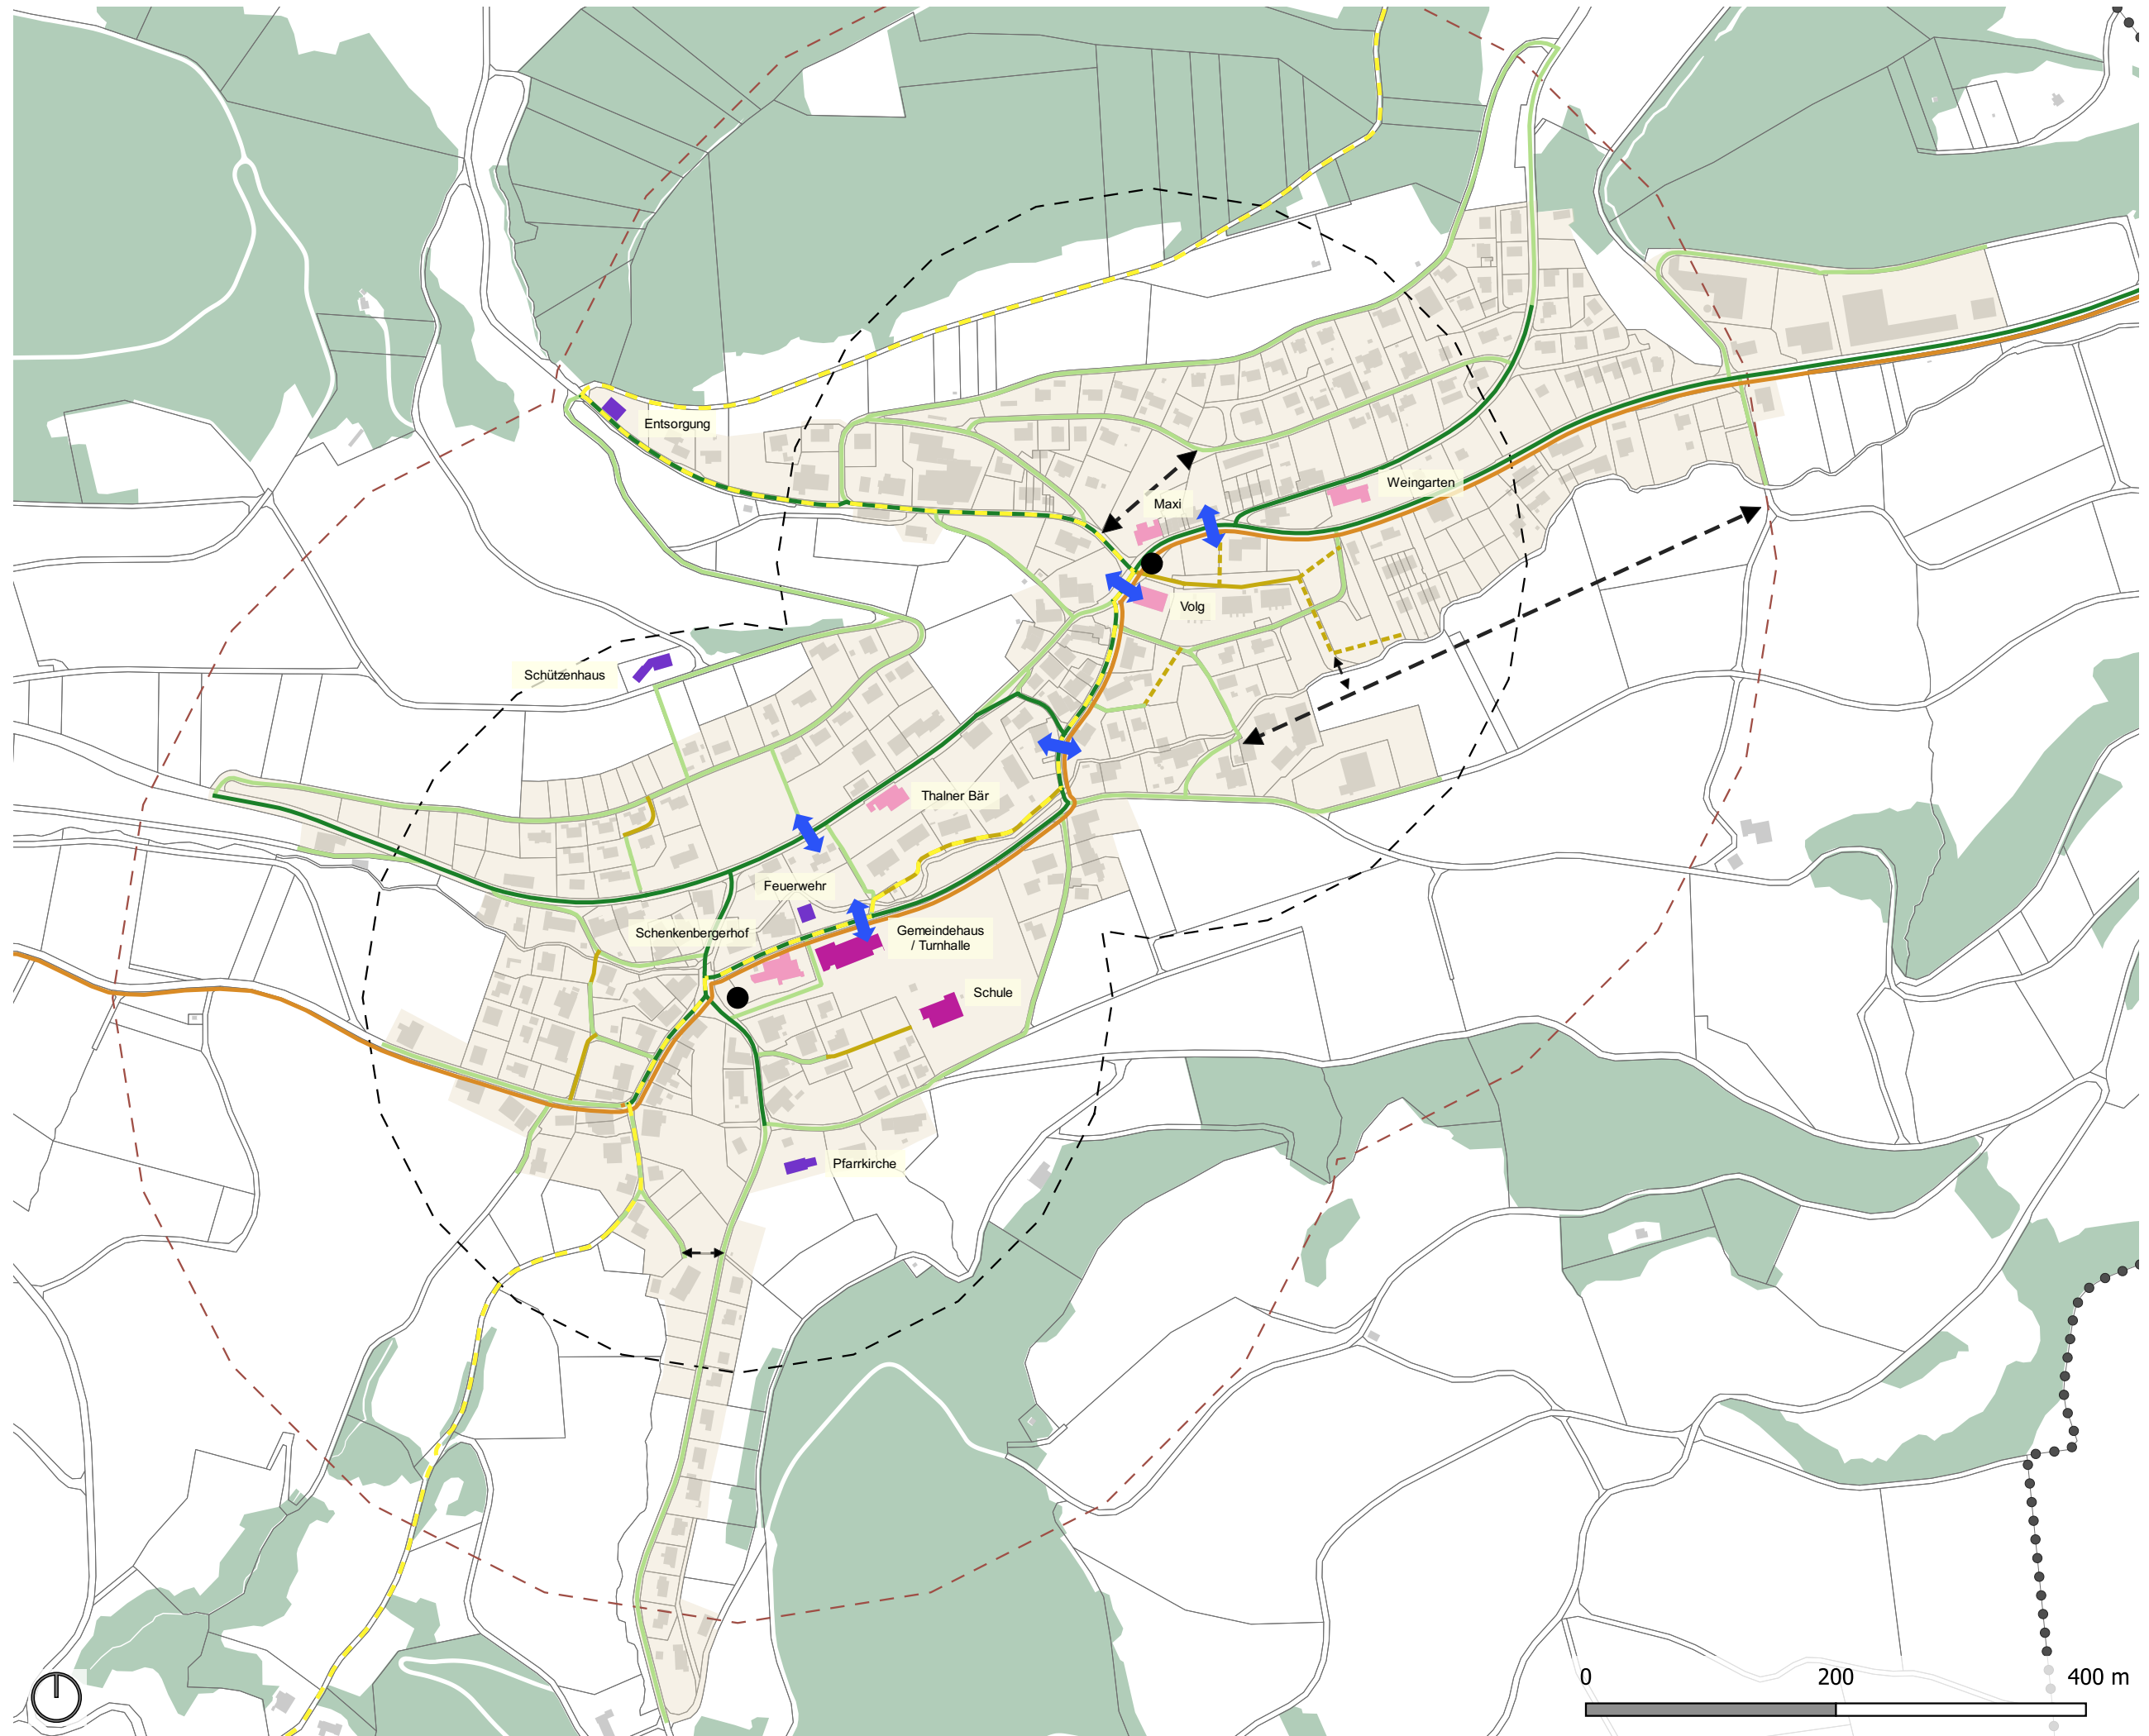 Entsorgung
Weingarten
Maxi
Volg
Schützenhaus
Thalner Bär
Feuerwehr
Schenkenbergerhof
Gemeindehaus
/ Turnhalle
Schule
Pfarrkirche
0 200 400 m